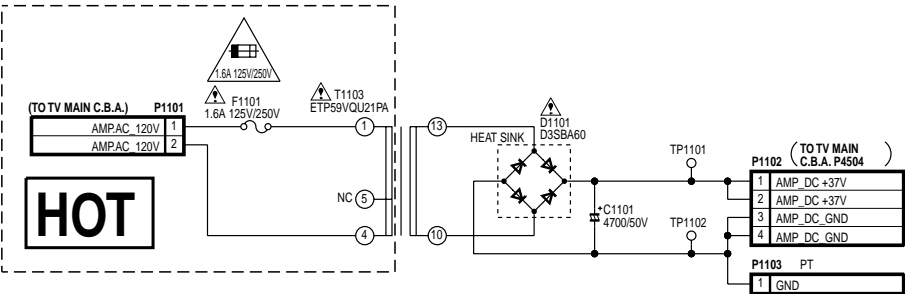 1.6A 125V/250V
(TO TV MAIN C.B.A.) P1101
AMP.AC_120V 1
AMP.AC_120V 2
F1101
1.6A 125V/250V
T1103
ETP59VQU21PA
1
NC 5
4
13
10
HOT
HEAT SINK
D1101
D3SBA60
+C1101
4700/50V
TP1101
TP1102
P1102
(TO TV MAIN
C.B.A. P4504)
1 AMP_DC +37V
2 AMP_DC +37V
3 AMP_DC_GND
4 AMP_DC_GND
P1103 PT
1 GND